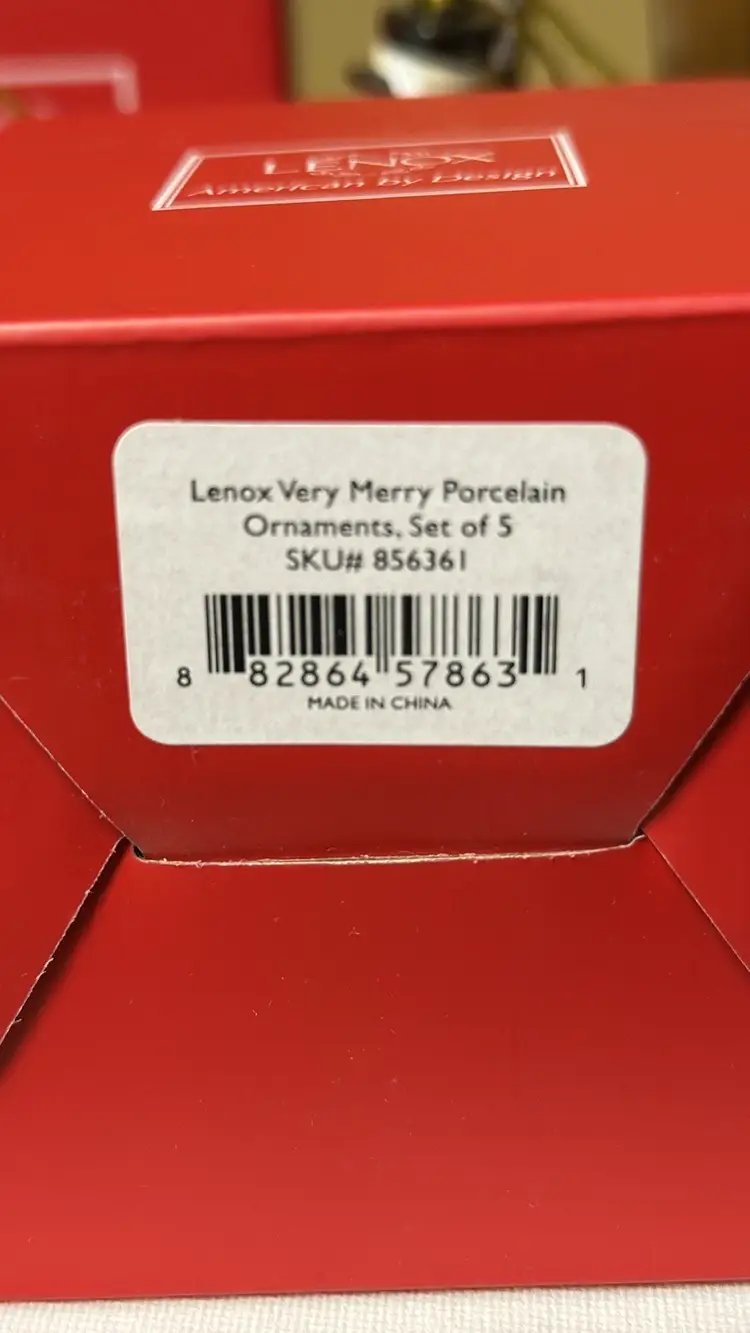 LENOX
American by Design
Lenox Very Merry Porcelain
Ornaments, Set of 5
SKU# 856361
8 82864 57863 1
MADE IN CHINA